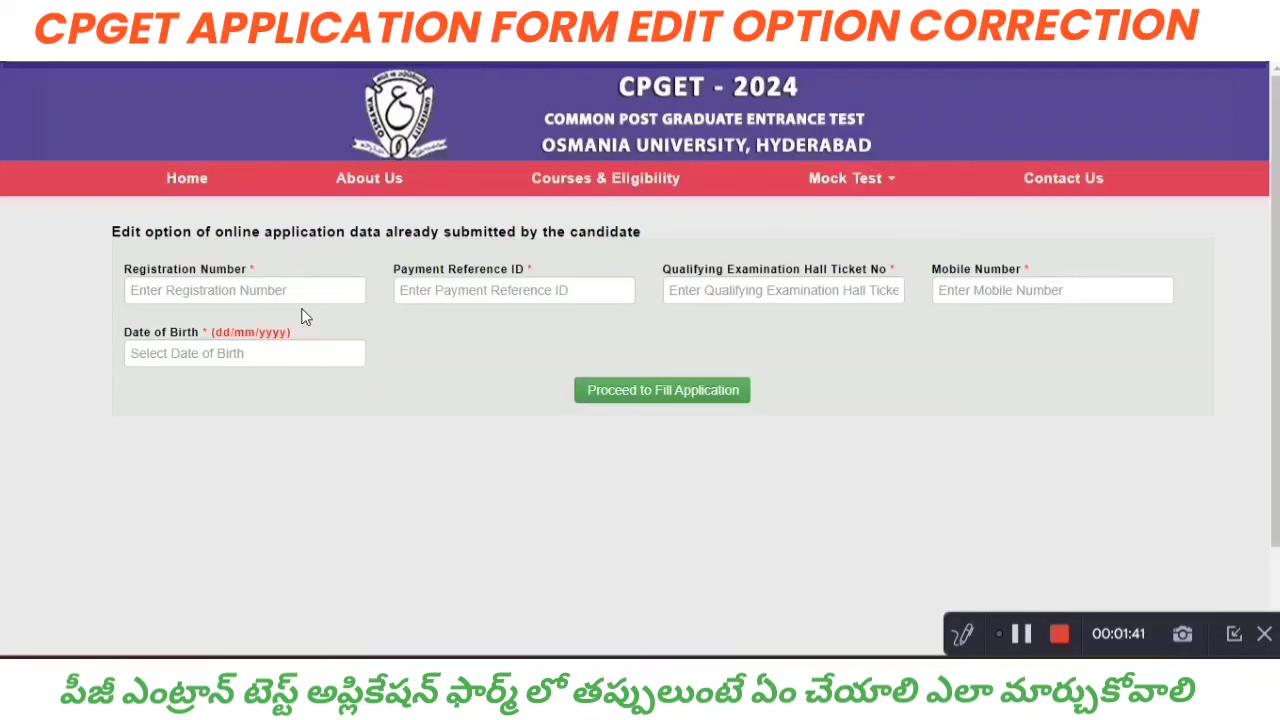 CPGET APPLICATION FORM EDIT OPTION CORRECTION
CPGET - 2024
COMMON POST GRADUATE ENTRANCE TEST
OSMANIA UNIVERSITY, HYDERABAD
Home About Us Courses & Eligibility Mock Test Contact Us
Edit option of online application data already submitted by the candidate
Registration Number * Payment Reference ID * Qualifying Examination Hall Ticket No * Mobile Number *
Enter Registration Number Enter Payment Reference ID Enter Qualifying Examination Hall Ticke Enter Mobile Number
Date of Birth * (dd/mm/yyyy)
Select Date of Birth
Proceed to Fill Application
00:01:41
పీజీ ఎంట్రాన్ టెస్ట్ అప్లికేషన్ ఫార్మ్ లో తప్పులుంటే ఏం చేయాలి ఎలా మార్చుకోవాలి